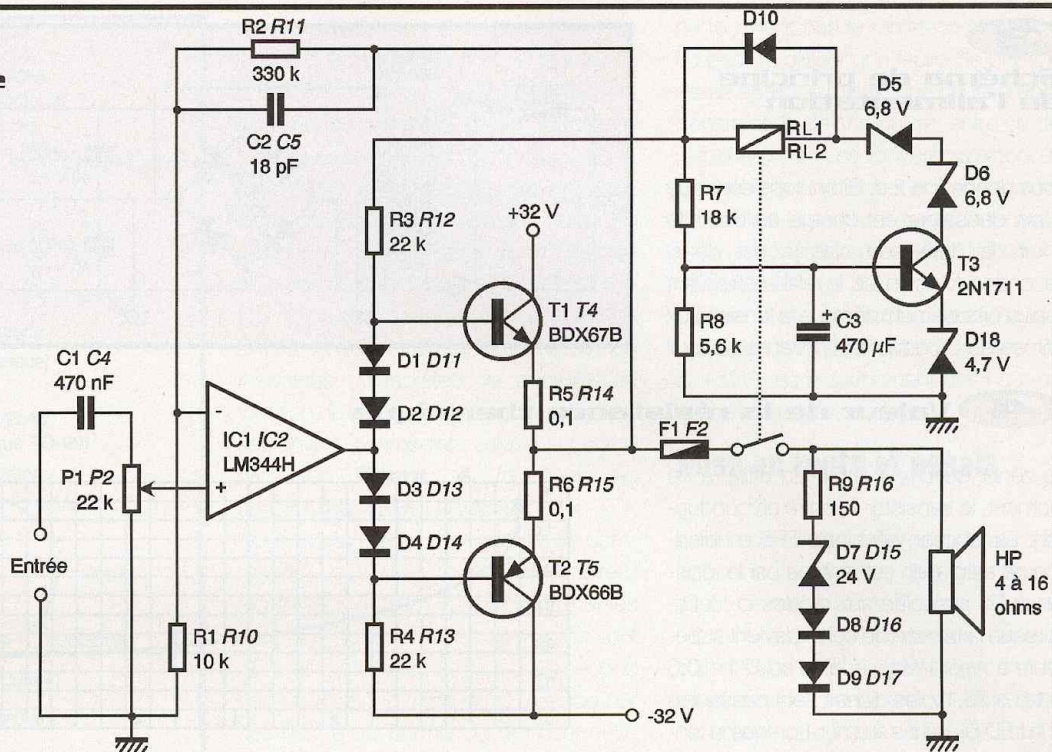 R2 R11
330 k
C2 C5
18 pF
D10
D5
6,8 V
RL1
RL2
D6
6,8 V
R3 R12
22 k
+32 V
R7
18 k
T3
2N1711
T1 T4
BDX67B
C1 C4
470 nF
D1 D11
D2 D12
R8
5,6 k
C3
470 µF
D18
4,7 V
-
IC1 IC2
LM344H
+
P1 P2
22 k
R5 R14
0,1
F1 F2
D3 D13
D4 D14
R6 R15
0,1
R9 R16
150
Entrée
T2 T5
BDX66B
D7 D15
24 V
HP
4 à 16
ohms
D8 D16
R1 R10
10 k
R4 R13
22 k
D9 D17
-32 V